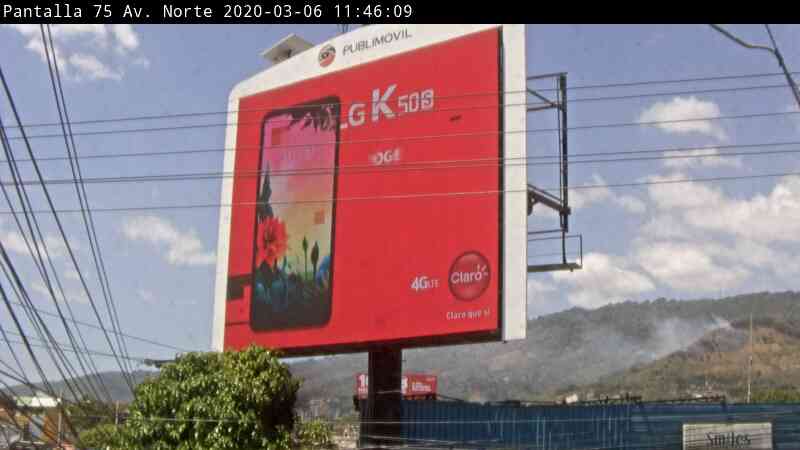 Pantalla 75 Av. Norte 2020-03-06 11:46:09
PUBLIMOVIL
LG K50S
4G LTE
Claro
Claro que sí
Smiles